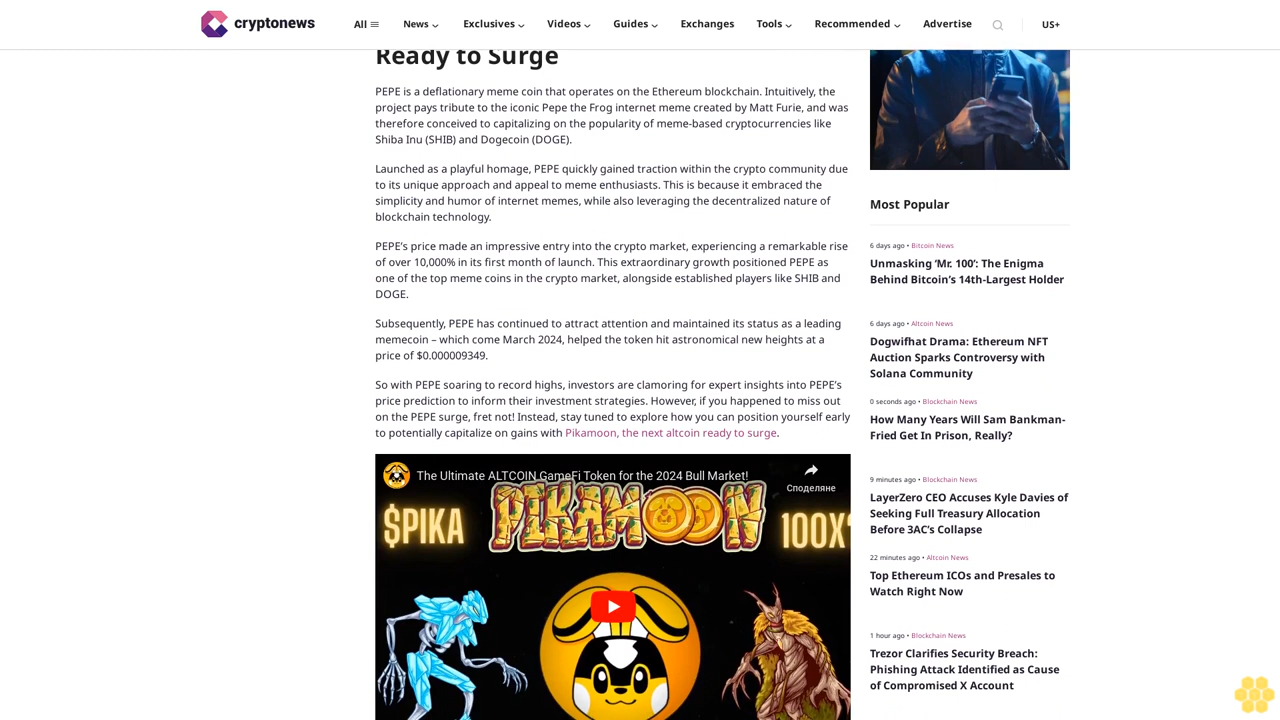 cryptonews
All
News
Exclusives
Videos
Guides
Exchanges
Tools
Recommended
Advertise
US+
Ready to Surge
PEPE is a deflationary meme coin that operates on the Ethereum blockchain. Intuitively, the
project pays tribute to the iconic Pepe the Frog internet meme created by Matt Furie, and was
therefore conceived to capitalizing on the popularity of meme-based cryptocurrencies like
Shiba Inu (SHIB) and Dogecoin (DOGE).
Launched as a playful homage, PEPE quickly gained traction within the crypto community due
to its unique approach and appeal to meme enthusiasts. This is because it embraced the
simplicity and humor of internet memes, while also leveraging the decentralized nature of
blockchain technology.
PEPE’s price made an impressive entry into the crypto market, experiencing a remarkable rise
of over 10,000% in its first month of launch. This extraordinary growth positioned PEPE as
one of the top meme coins in the crypto market, alongside established players like SHIB and
DOGE.
Subsequently, PEPE has continued to attract attention and maintained its status as a leading
memecoin – which come March 2024, helped the token hit astronomical new heights at a
price of $0.000009349.
So with PEPE soaring to record highs, investors are clamoring for expert insights into PEPE’s
price prediction to inform their investment strategies. However, if you happened to miss out
on the PEPE surge, fret not! Instead, stay tuned to explore how you can position yourself early
to potentially capitalize on gains with Pikamoon, the next altcoin ready to surge.
The Ultimate ALTCOIN GameFi Token for the 2024 Bull Market!
Споделяне
$PIKA
PIKAMOON
100X?
Most Popular
6 days ago • Bitcoin News
Unmasking ‘Mr. 100’: The Enigma
Behind Bitcoin’s 14th-Largest Holder
6 days ago • Altcoin News
Dogwifhat Drama: Ethereum NFT
Auction Sparks Controversy with
Solana Community
0 seconds ago • Blockchain News
How Many Years Will Sam Bankman-
Fried Get In Prison, Really?
9 minutes ago • Blockchain News
LayerZero CEO Accuses Kyle Davies of
Seeking Full Treasury Allocation
Before 3AC’s Collapse
22 minutes ago • Altcoin News
Top Ethereum ICOs and Presales to
Watch Right Now
1 hour ago • Blockchain News
Trezor Clarifies Security Breach:
Phishing Attack Identified as Cause
of Compromised X Account